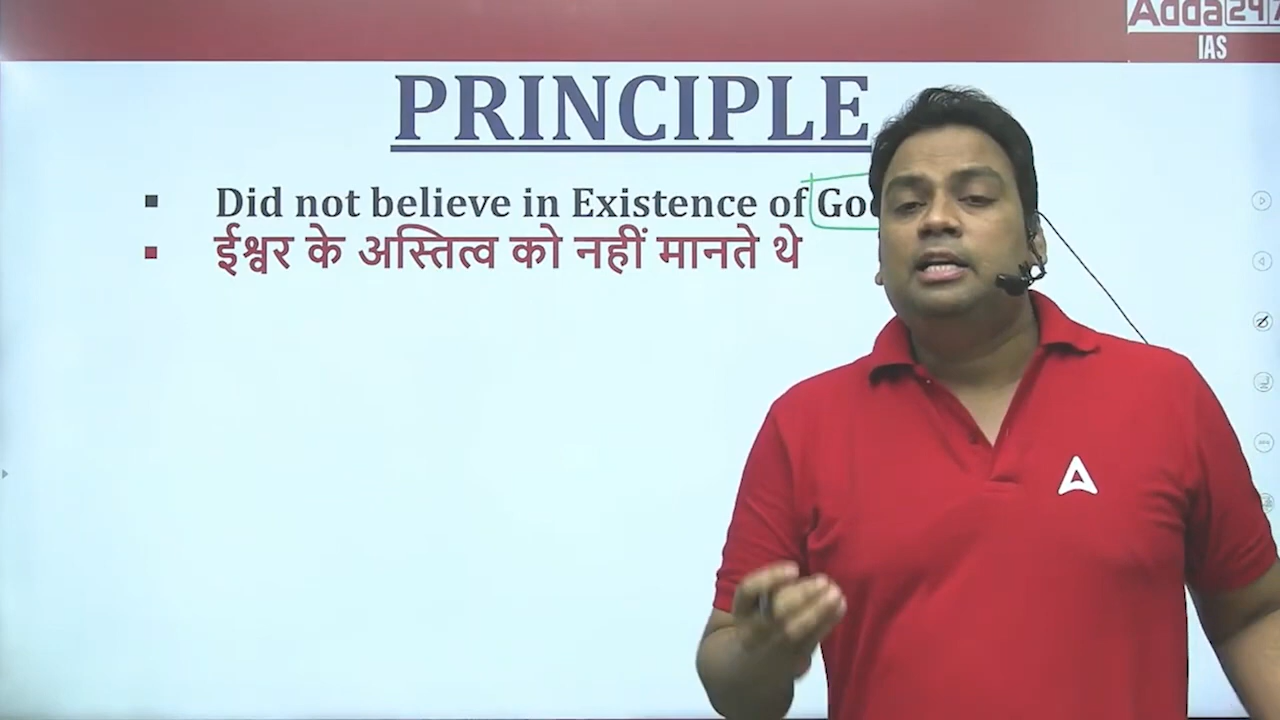 Adda247
IAS
PRINCIPLE
Did not believe in Existence of
ईश्वर के अस्तित्व को नहीं मानते थे